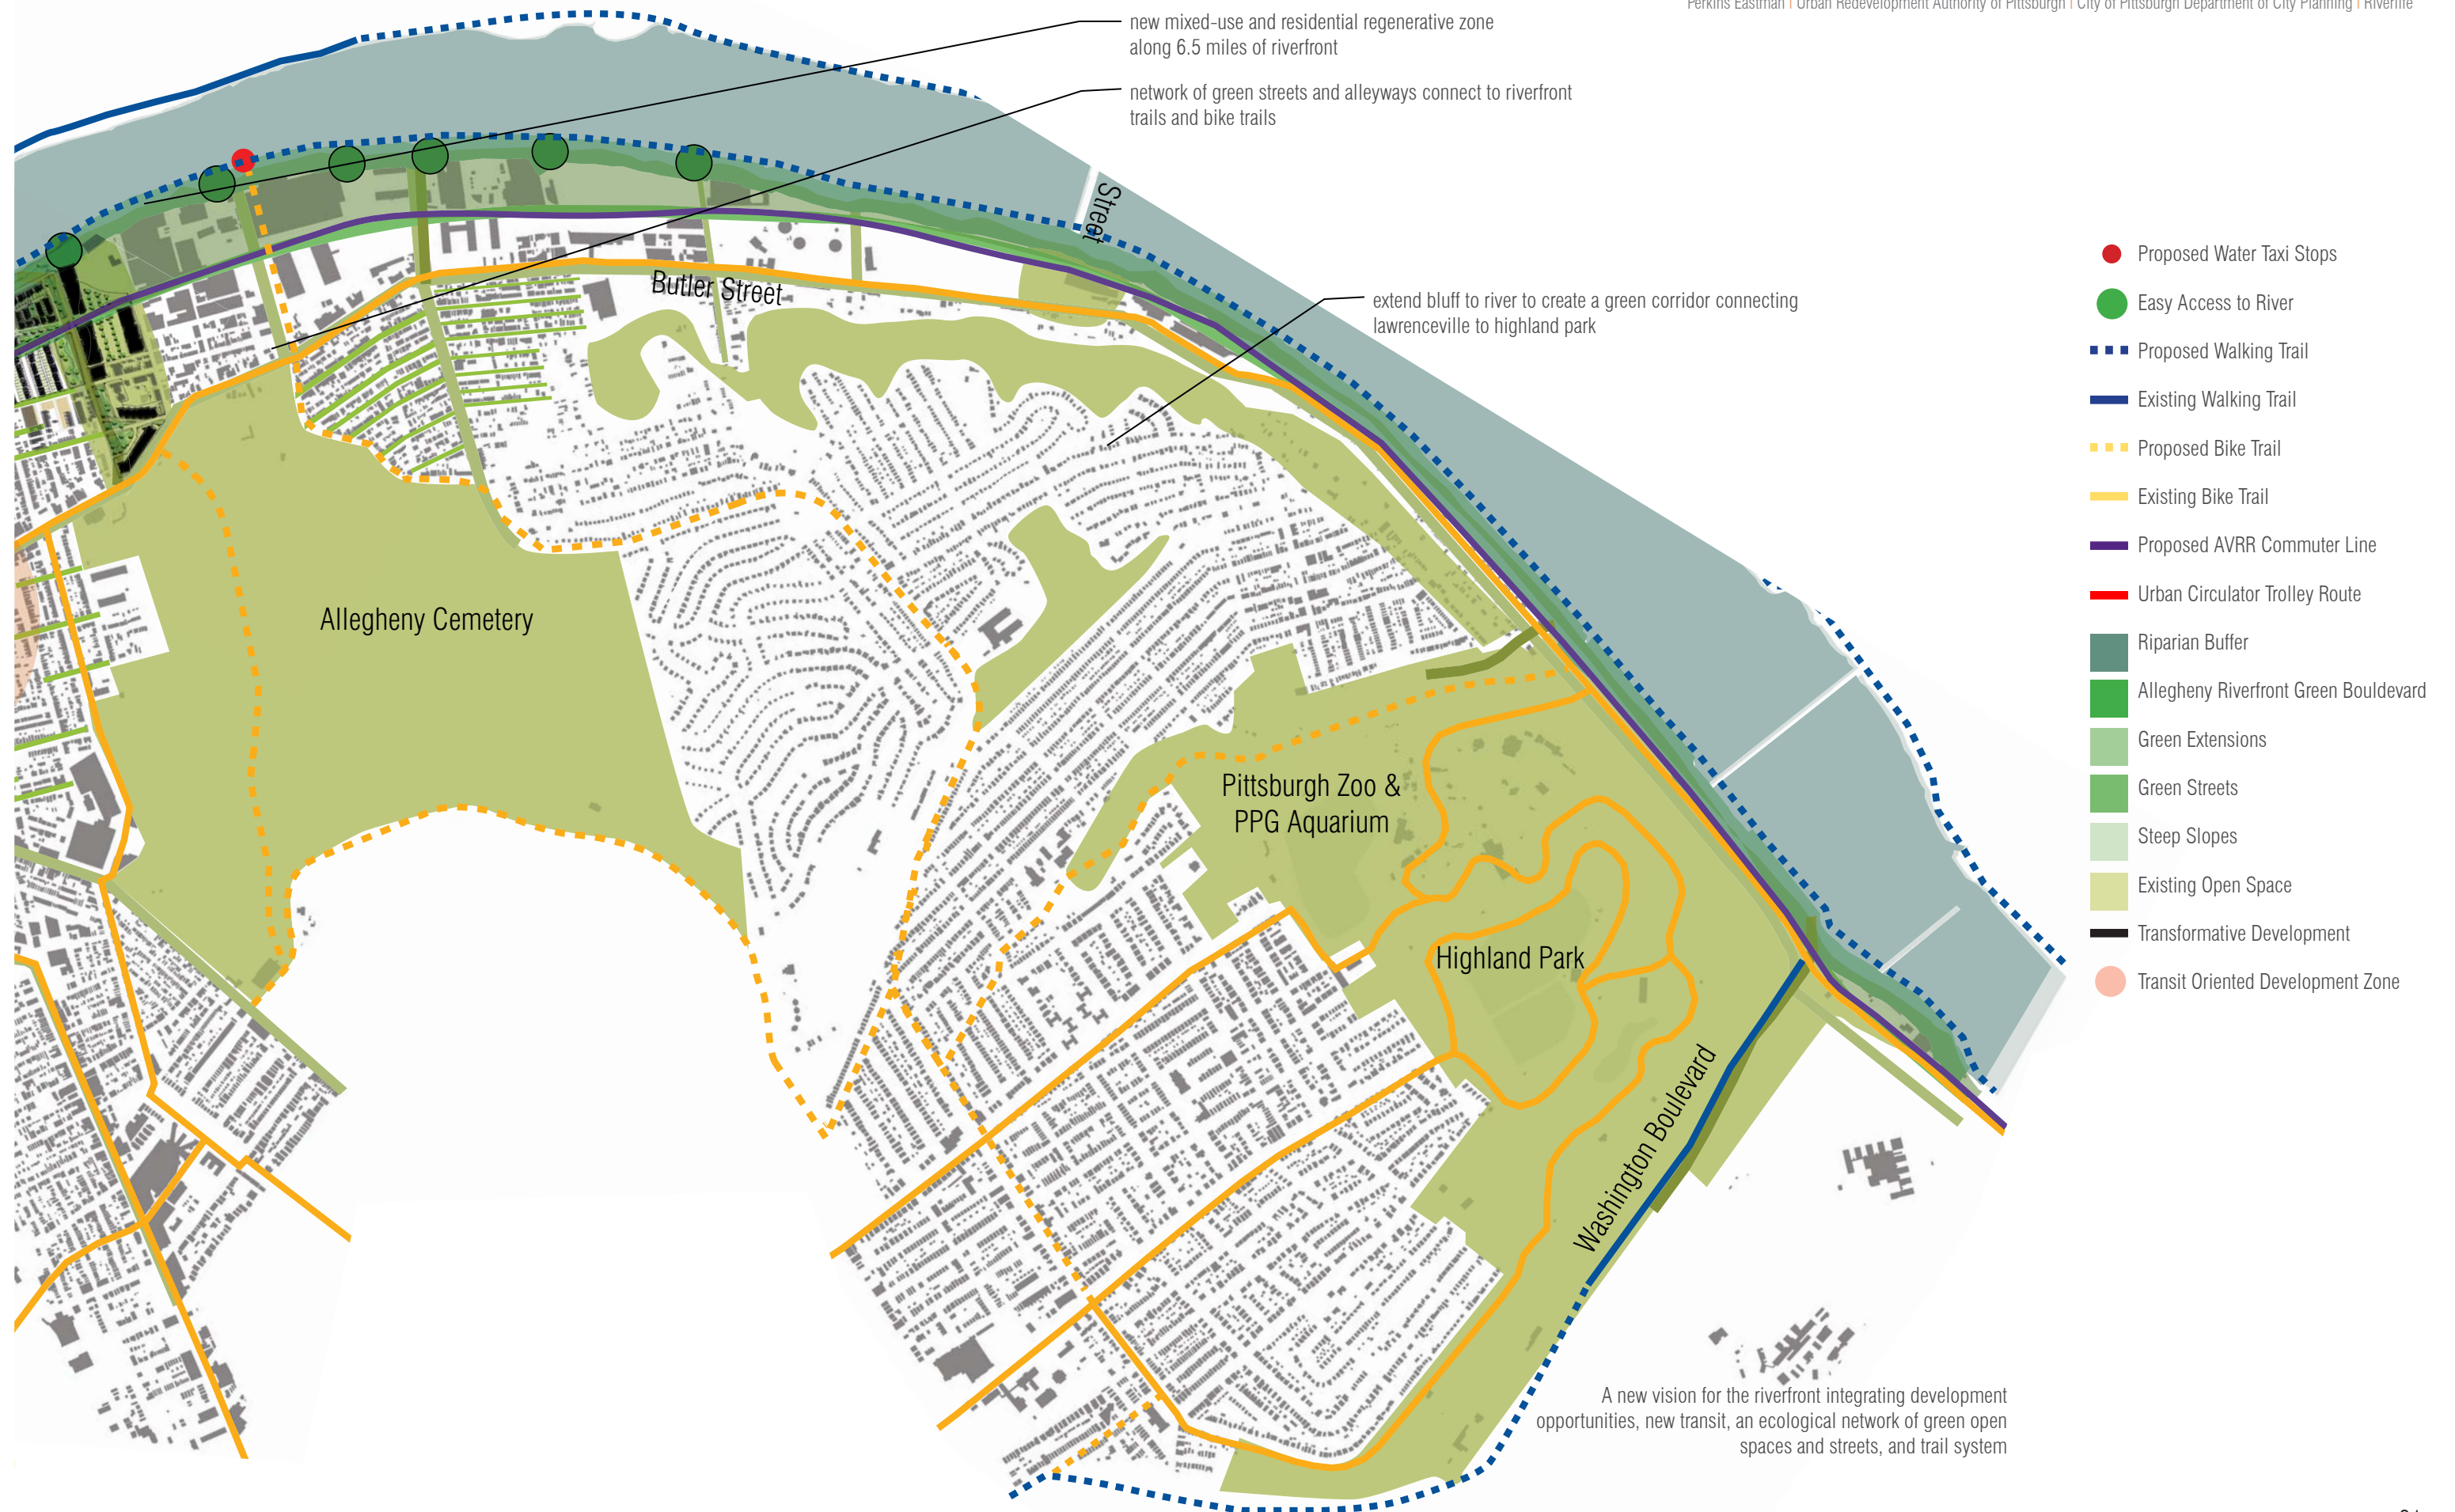 Perkins Eastman | Urban Redevelopment Authority of Pittsburgh | City of Pittsburgh Department of City Planning | Riverlife
new mixed-use and residential regenerative zone
along 6.5 miles of riverfront
network of green streets and alleyways connect to riverfront
trails and bike trails
Street
Butler Street
extend bluff to river to create a green corridor connecting
lawrenceville to highland park
Allegheny Cemetery
Pittsburgh Zoo &
PPG Aquarium
Highland Park
Washington Boulevard
Proposed Water Taxi Stops
Easy Access to River
Proposed Walking Trail
Existing Walking Trail
Proposed Bike Trail
Existing Bike Trail
Proposed AVRR Commuter Line
Urban Circulator Trolley Route
Riparian Buffer
Allegheny Riverfront Green Bouldevard
Green Extensions
Green Streets
Steep Slopes
Existing Open Space
Transformative Development
Transit Oriented Development Zone
A new vision for the riverfront integrating development
opportunities, new transit, an ecological network of green open
spaces and streets, and trail system